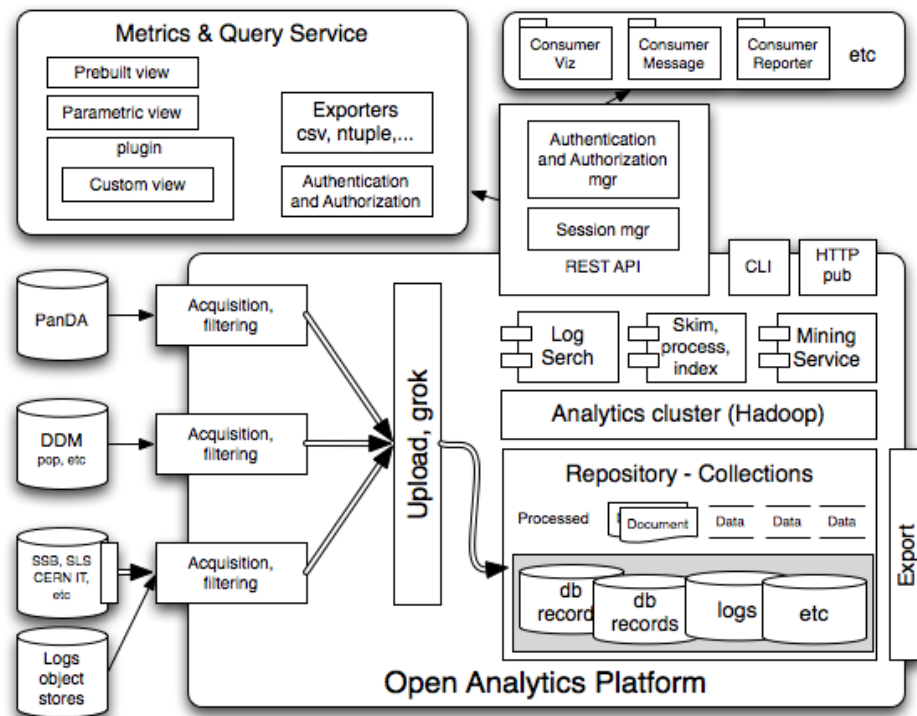 Metrics & Query Service
Prebuilt view
Parametric view
plugin
Custom view
Exporters
csv, ntuple,...
Authentication
and Authorization
Consumer
Viz
Consumer
Message
Consumer
Reporter
etc
Authentication
and Authorization
mgr
Session mgr
REST API
CLI
HTTP
pub
PanDA
Acquisition,
filtering
DDM
pop, etc
Acquisition,
filtering
SSB, SLS
CERN IT,
etc
Acquisition,
filtering
Logs
object
stores
Upload, grok
Log
Serch
Skim,
process,
index
Mining
Service
Analytics cluster (Hadoop)
Repository - Collections
Processed
Document
Data
Data
Data
db
record
db
records
logs
etc
Export
Open Analytics Platform